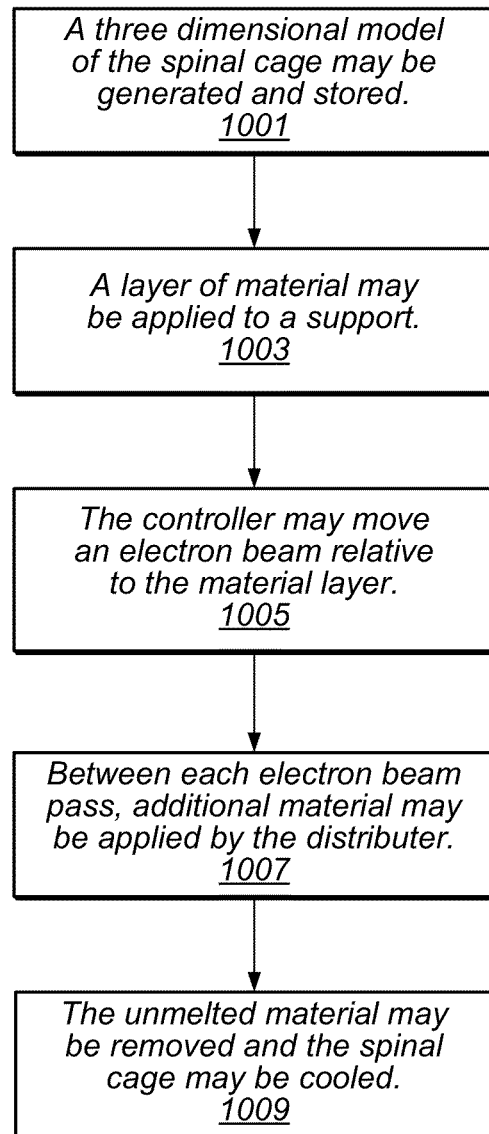 A three dimensional model
of the spinal cage may be
generated and stored.
1001
A layer of material may
be applied to a support.
1003
The controller may move
an electron beam relative
to the material layer.
1005
Between each electron beam
pass, additional material may
be applied by the distributer.
1007
The unmelted material may
be removed and the spinal
cage may be cooled.
1009